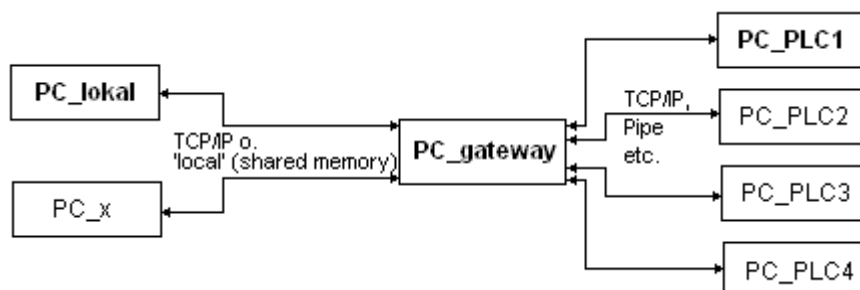 PC_PLC1
PC_lokal
TCP/IP,
Pipe
etc.
PC_PLC2
TCP/IP o.
'local' (shared memory)
PC_gateway
PC_x
PC_PLC3
PC_PLC4